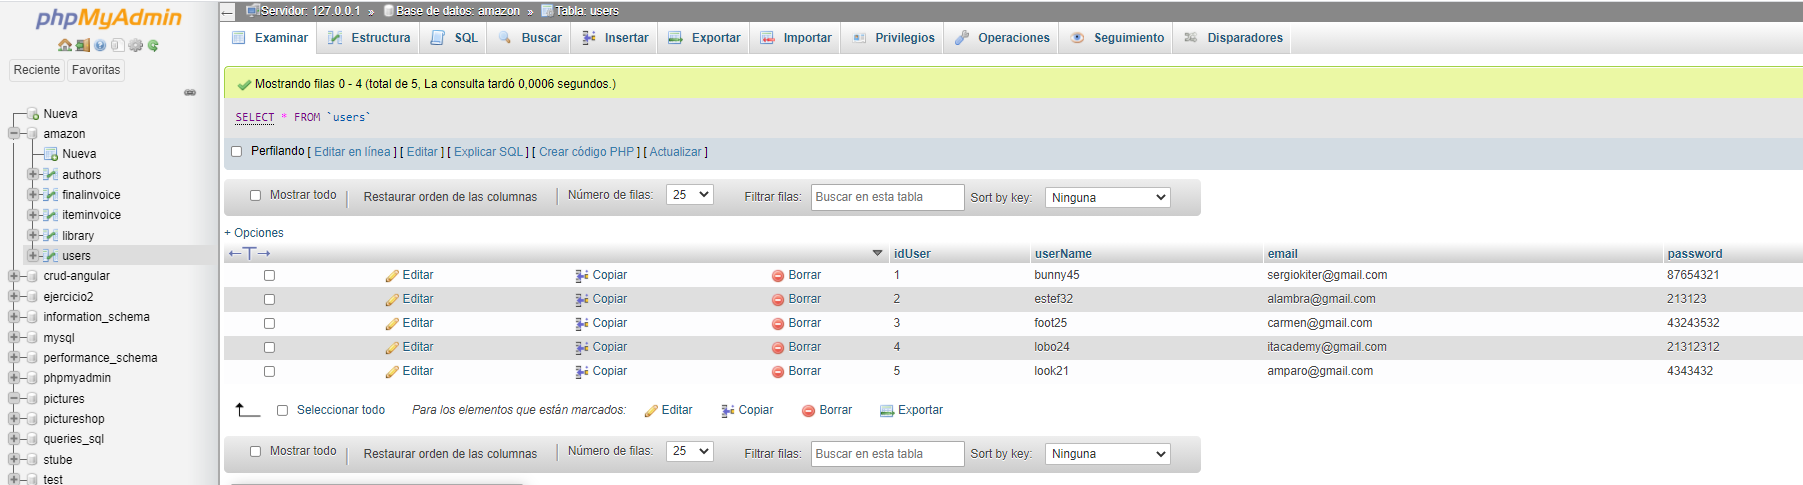 phpMyAdmin
Reciente Favoritas
Nueva
amazon
Nueva
authors
finalinvoice
iteminvoice
library
users
crud-angular
ejercicio2
information_schema
mysql
performance_schema
phpmyadmin
pictures
pictureshop
queries_sql
stube
test
Servidor: 127.0.0.1 » Base de datos: amazon » Tabla: users
Examinar Estructura SQL Buscar Insertar Exportar Importar Privilegios Operaciones Seguimiento Disparadores
Mostrando filas 0 - 4 (total de 5, La consulta tardó 0,0006 segundos.)
SELECT * FROM `users`
Perfilando [ Editar en línea ] [ Editar ] [ Explicar SQL ] [ Crear código PHP ] [ Actualizar ]
Mostrar todo Restaurar orden de las columnas Número de filas: 25 Filtrar filas: Buscar en esta tabla Sort by key: Ninguna
+ Opciones
←T→ idUser userName email password
Editar Copiar Borrar 1 bunny45 sergiokiter@gmail.com 87654321
Editar Copiar Borrar 2 estef32 alambra@gmail.com 213123
Editar Copiar Borrar 3 foot25 carmen@gmail.com 43243532
Editar Copiar Borrar 4 lobo24 itacademy@gmail.com 21312312
Editar Copiar Borrar 5 look21 amparo@gmail.com 4343432
Seleccionar todo Para los elementos que están marcados: Editar Copiar Borrar Exportar
Mostrar todo Restaurar orden de las columnas Número de filas: 25 Filtrar filas: Buscar en esta tabla Sort by key: Ninguna